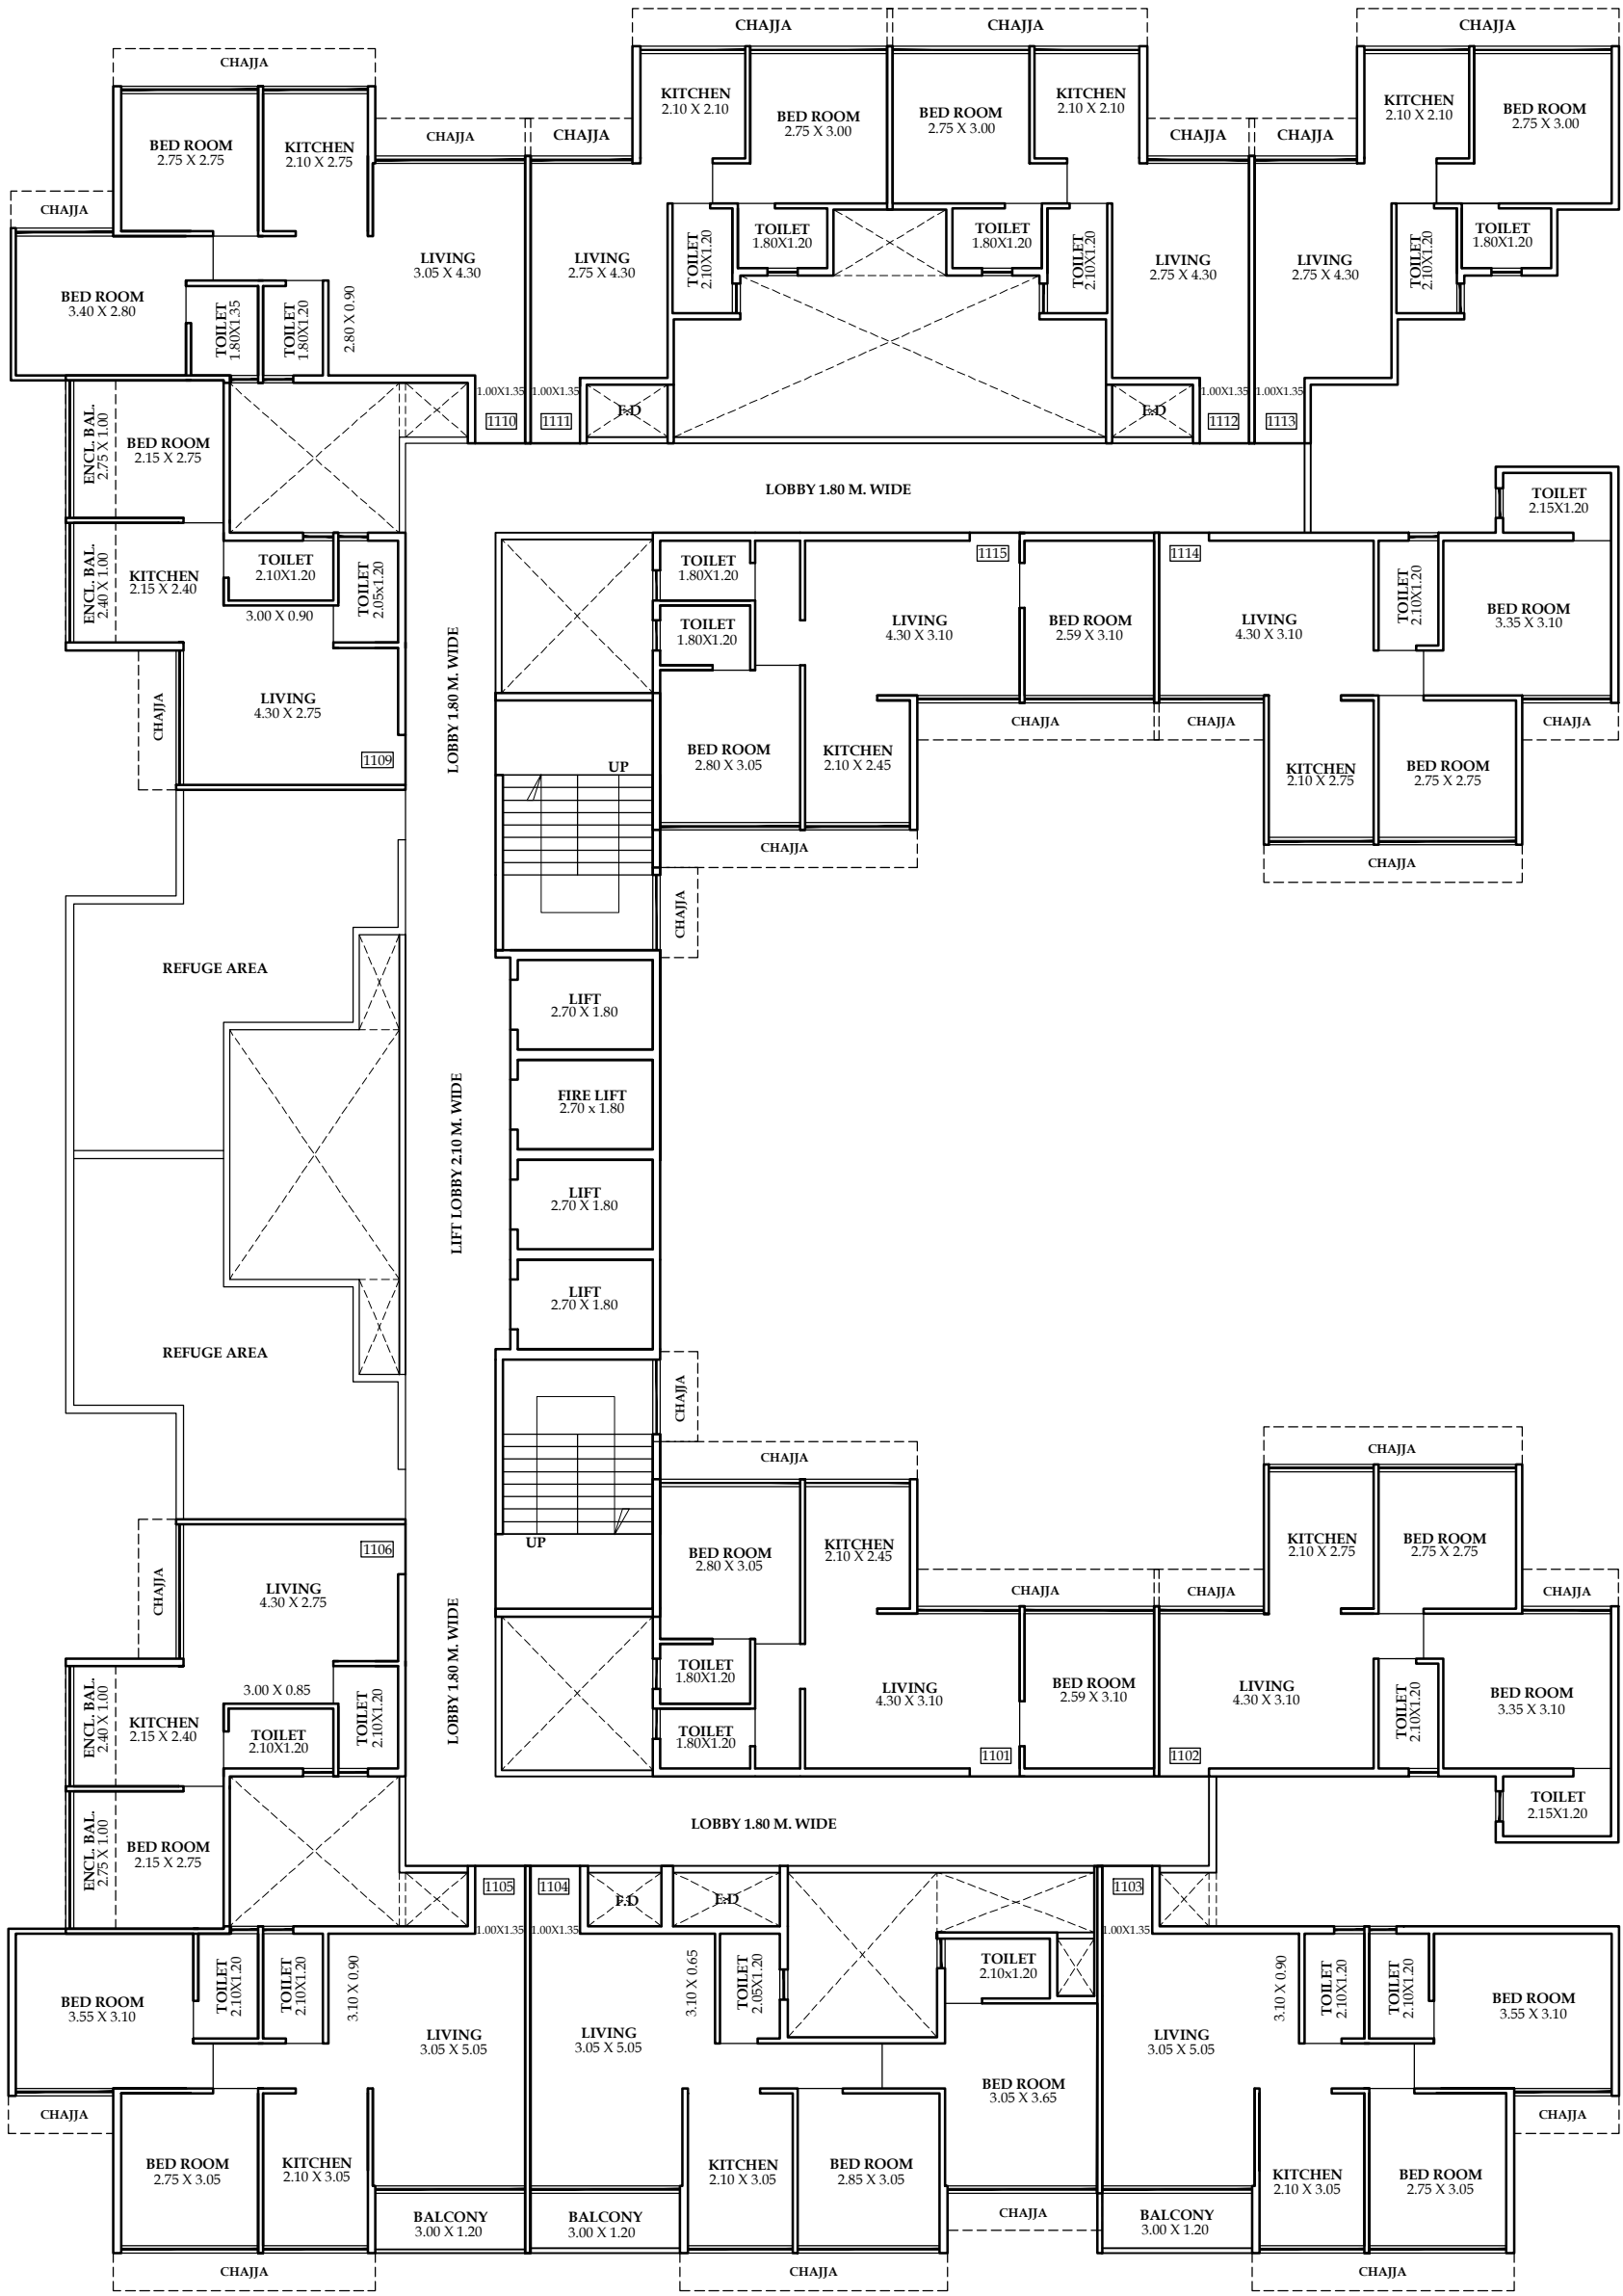 CHAJJA
CHAJJA
CHAJJA
CHAJJA
KITCHEN
2.10 X 2.10
BED ROOM
2.75 X 3.00
BED ROOM
2.75 X 3.00
KITCHEN
2.10 X 2.10
KITCHEN
2.10 X 2.10
BED ROOM
2.75 X 3.00
BED ROOM
2.75 X 2.75
KITCHEN
2.10 X 2.75
CHAJJA
CHAJJA
CHAJJA
CHAJJA
CHAJJA
BED ROOM
3.40 X 2.80
TOILET
1.80X1.35
TOILET
1.80X1.20
2.80 X 0.90
LIVING
3.05 X 4.30
LIVING
2.75 X 4.30
TOILET
2.10X1.20
TOILET
1.80X1.20
TOILET
1.80X1.20
TOILET
2.10X1.20
LIVING
2.75 X 4.30
LIVING
2.75 X 4.30
TOILET
2.10X1.20
TOILET
1.80X1.20
1.00X1.35
1.00X1.35
1.00X1.35
1.00X1.35
1110
1111
F.D
F.D
1112
1113
ENCL. BAL.
2.75 X 1.00
BED ROOM
2.15 X 2.75
LOBBY 1.80 M. WIDE
TOILET
2.15X1.20
ENCL. BAL.
2.40 X 1.00
KITCHEN
2.15 X 2.40
TOILET
2.10X1.20
TOILET
2.05x1.20
3.00 X 0.90
TOILET
1.80X1.20
TOILET
1.80X1.20
LIVING
4.30 X 3.10
1115
BED ROOM
2.59 X 3.10
1114
LIVING
4.30 X 3.10
TOILET
2.10X1.20
BED ROOM
3.35 X 3.10
LOBBY 1.80 M. WIDE
CHAJJA
LIVING
4.30 X 2.75
1109
CHAJJA
CHAJJA
CHAJJA
UP
BED ROOM
2.80 X 3.05
KITCHEN
2.10 X 2.45
KITCHEN
2.10 X 2.75
BED ROOM
2.75 X 2.75
CHAJJA
CHAJJA
CHAJJA
REFUGE AREA
LIFT
2.70 X 1.80
FIRE LIFT
2.70 x 1.80
LIFT LOBBY 2.10 M. WIDE
LIFT
2.70 X 1.80
LIFT
2.70 X 1.80
REFUGE AREA
CHAJJA
CHAJJA
CHAJJA
UP
BED ROOM
2.80 X 3.05
KITCHEN
2.10 X 2.45
KITCHEN
2.10 X 2.75
BED ROOM
2.75 X 2.75
1106
CHAJJA
LIVING
4.30 X 2.75
CHAJJA
CHAJJA
CHAJJA
LOBBY 1.80 M. WIDE
ENCL. BAL.
2.40 X 1.00
KITCHEN
2.15 X 2.40
3.00 X 0.85
TOILET
2.10X1.20
TOILET
2.10X1.20
TOILET
1.80X1.20
TOILET
1.80X1.20
LIVING
4.30 X 3.10
1101
BED ROOM
2.59 X 3.10
LIVING
4.30 X 3.10
1102
TOILET
2.10X1.20
BED ROOM
3.35 X 3.10
TOILET
2.15X1.20
LOBBY 1.80 M. WIDE
ENCL. BAL.
2.75 X 1.00
BED ROOM
2.15 X 2.75
1105
1104
F.D
F.D
1103
1.00X1.35
1.00X1.35
1.00X1.35
BED ROOM
3.55 X 3.10
TOILET
2.10X1.20
TOILET
2.10X1.20
3.10 X 0.90
LIVING
3.05 X 5.05
LIVING
3.05 X 5.05
3.10 X 0.65
TOILET
2.05X1.20
TOILET
2.10x1.20
BED ROOM
3.05 X 3.65
LIVING
3.05 X 5.05
3.10 X 0.90
TOILET
2.10X1.20
TOILET
2.10X1.20
BED ROOM
3.55 X 3.10
CHAJJA
CHAJJA
BED ROOM
2.75 X 3.05
KITCHEN
2.10 X 3.05
KITCHEN
2.10 X 3.05
BED ROOM
2.85 X 3.05
KITCHEN
2.10 X 3.05
BED ROOM
2.75 X 3.05
BALCONY
3.00 X 1.20
BALCONY
3.00 X 1.20
CHAJJA
BALCONY
3.00 X 1.20
CHAJJA
CHAJJA
CHAJJA